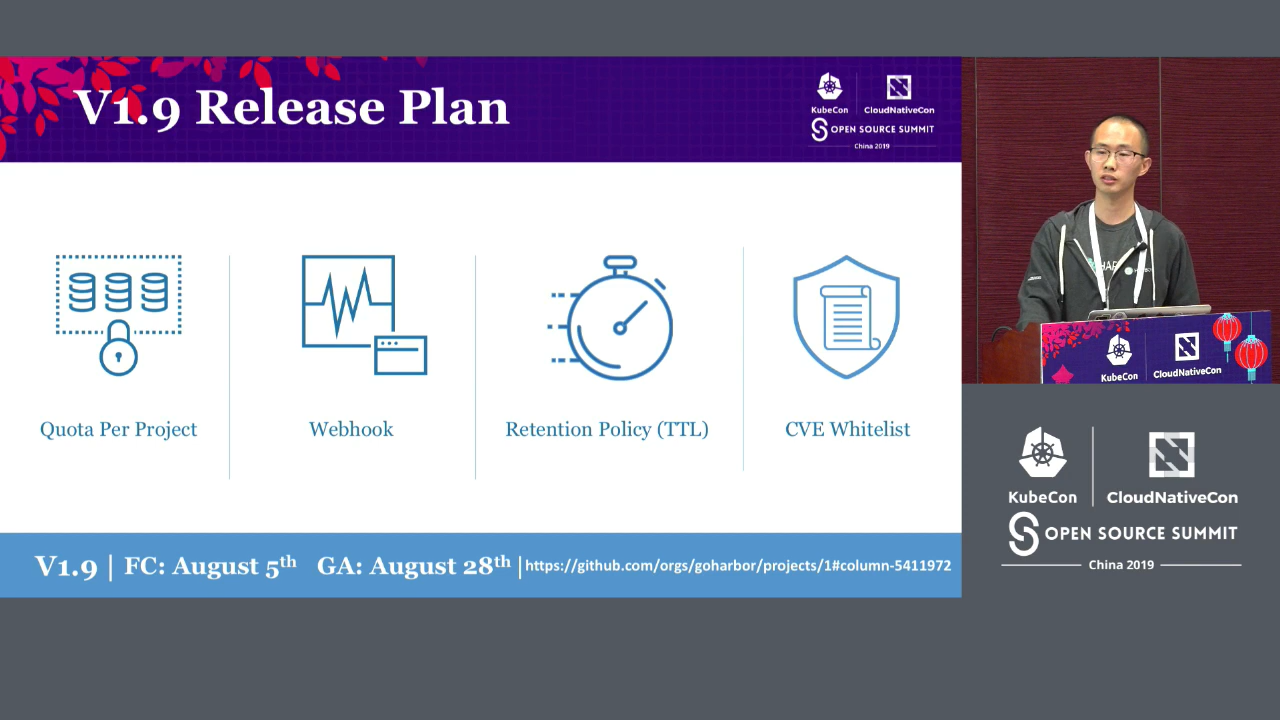 V1.9 Release Plan
KubeCon
CloudNativeCon
OPEN SOURCE SUMMIT
China 2019
Quota Per Project
Webhook
Retention Policy (TTL)
CVE Whitelist
V1.9 | FC: August 5th GA: August 28th |https://github.com/orgs/goharbor/projects/1#column-5411972
KubeCon
CloudNativeCon
KubeCon
CloudNativeCon
OPEN SOURCE SUMMIT
China 2019